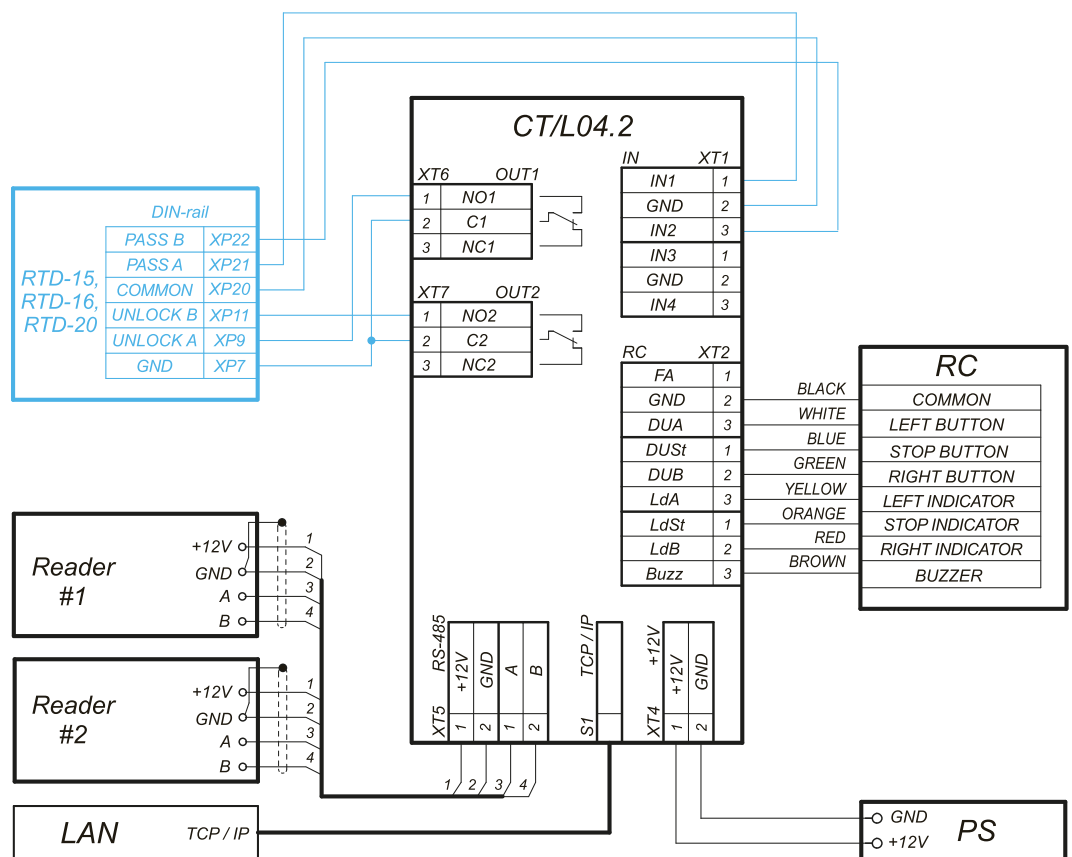 CT/L04.2
XT6 OUT1
1 NO1
2 C1
3 NC1
XT7 OUT2
1 NO2
2 C2
3 NC2
IN XT1
IN1 1
GND 2
IN2 3
IN3 1
GND 2
IN4 3
RC XT2
FA 1
GND 2
DUA 3
DUSt 1
DUB 2
LdA 3
LdSt 1
LdB 2
Buzz 3
DIN-rail
RTD-15,
RTD-16,
RTD-20
PASS B XP22
PASS A XP21
COMMON XP20
UNLOCK B XP11
UNLOCK A XP9
GND XP7
BLACK
WHITE
BLUE
GREEN
YELLOW
ORANGE
RED
BROWN
RC
COMMON
LEFT BUTTON
STOP BUTTON
RIGHT BUTTON
LEFT INDICATOR
STOP INDICATOR
RIGHT INDICATOR
BUZZER
Reader
#1
+12V 1
GND 2
A 3
B 4
Reader
#2
+12V 1
GND 2
A 3
B 4
XT5 RS-485
1 +12V
2 GND
1 A
2 B
S1 TCP / IP
XT4 +12V
1 +12V
2 GND
1 2 3 4
LAN TCP / IP
GND
+12V
PS